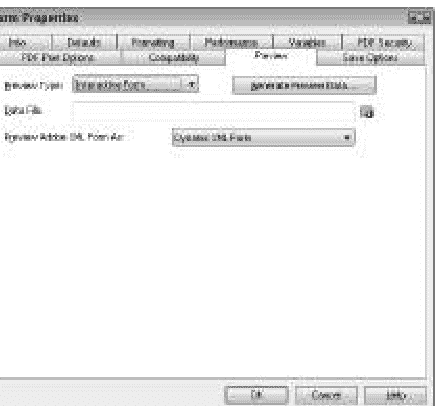 orm Properties
Info Defaults Formatting Performance Variables PDF Security
PDF Print Options Compatibility Preview Save Options
Preview Type: Interactive Form Generate Preview Data...
Data File:
Preview Adobe XML Form As: Dynamic XML Form
OK Cancel Help